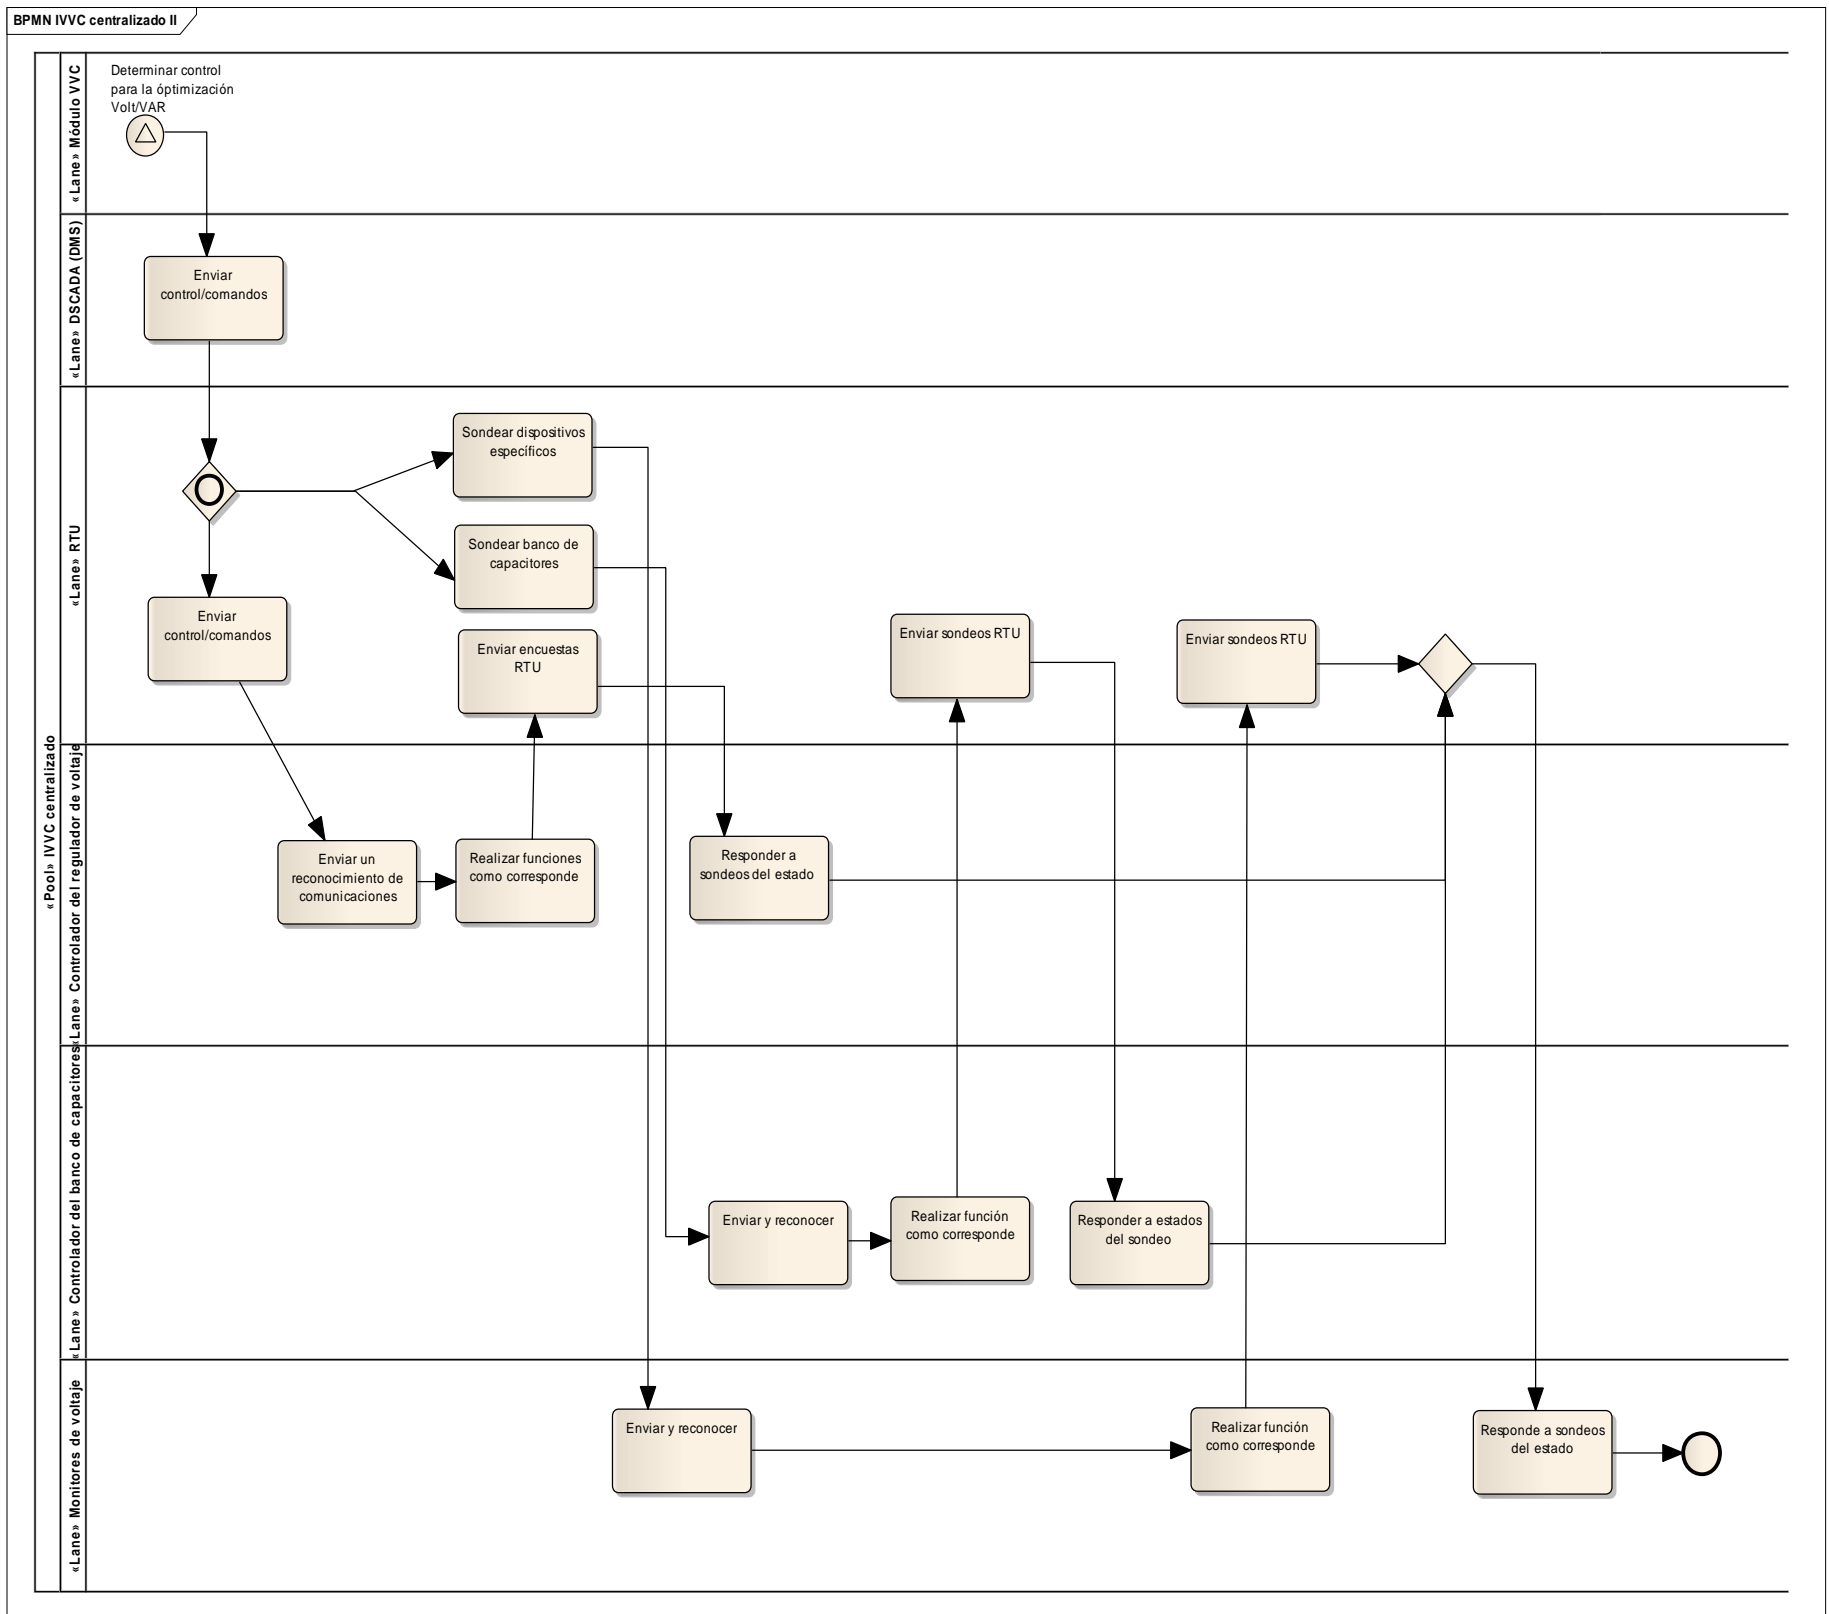 BPMN IVVC centralizado II
«Pool» IVVC centralizado
«Lane» Módulo VVC
Determinar control
para la óptimización
Volt/VAR
«Lane» DSCADA (DMS)
Enviar
control/comandos
«Lane» RTU
Sondear dispositivos
específicos
Sondear banco de
capacitores
Enviar
control/comandos
Enviar encuestas
RTU
Enviar sondeos RTU
Enviar sondeos RTU
«Lane» Controlador del regulador de voltaje
Enviar un
reconocimiento de
comunicaciones
Realizar funciones
como corresponde
Responder a
sondeos del estado
«Lane» Controlador del banco de capacitores
Enviar y reconocer
Realizar función
como corresponde
Responder a estados
del sondeo
«Lane» Monitores de voltaje
Enviar y reconocer
Realizar función
como corresponde
Responde a sondeos
del estado